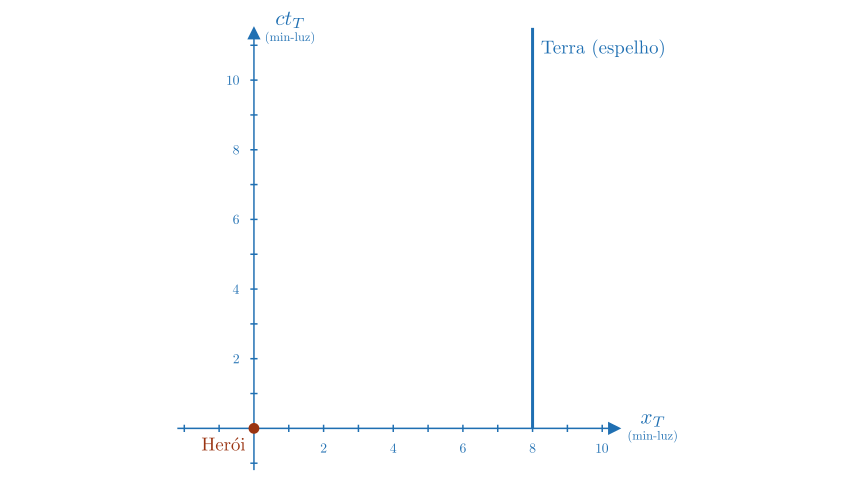 ct_T
(min-luz)
Terra (espelho)
10
8
6
4
2
x_T
(min-luz)
Herói
2
4
6
8
10